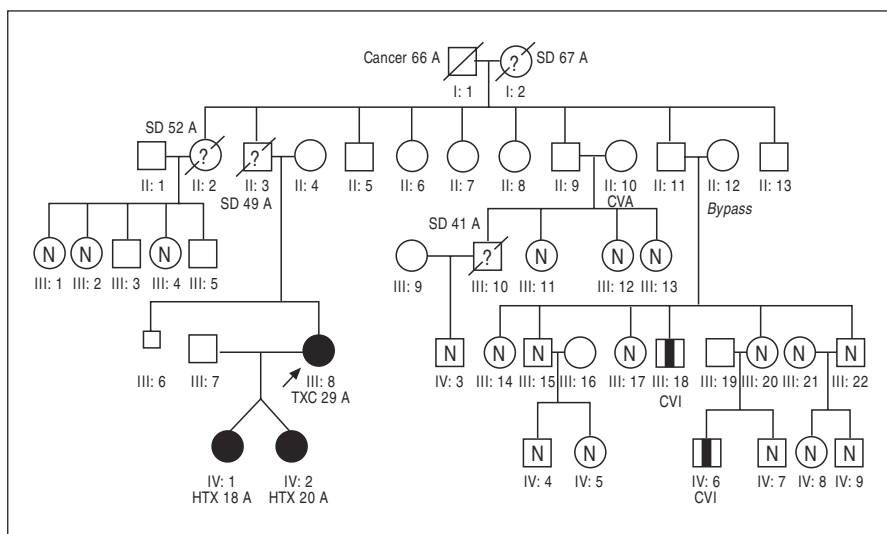 Cancer 66 A ? SD 67 A
I: 1 I: 2
SD 52 A
? ?
II: 1 II: 2 II: 3 II: 4 II: 5 II: 6 II: 7 II: 8 II: 9 II: 10 II: 11 II: 12 II: 13
SD 49 A CVA Bypass
SD 41 A
N N N ? N N N
III: 1 III: 2 III: 3 III: 4 III: 5 III: 9 III: 10 III: 11 III: 12 III: 13
N N N N N N N
III: 6 III: 7 III: 8 IV: 3 III: 14 III: 15 III: 16 II: 17 III: 18 III: 19 III: 20 III: 21 III: 22
TXC 29 A CVI
N N N N N
IV: 1 IV: 2 IV: 4 IV: 5 IV: 6 IV: 7 IV: 8 IV: 9
HTX 18 A HTX 20 A CVI